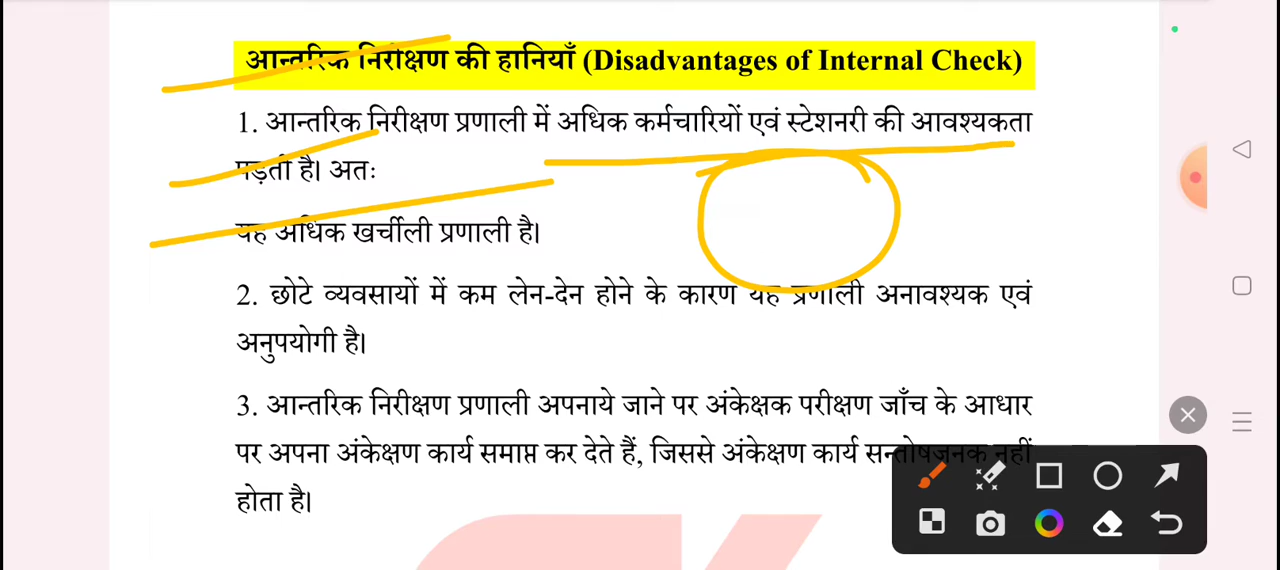 आन्तरिक निरीक्षण की हानियाँ (Disadvantages of Internal Check)
1. आन्तरिक निरीक्षण प्रणाली में अधिक कर्मचारियों एवं स्टेशनरी की आवश्यकता
पड़ती है। अतः
यह अधिक खर्चीली प्रणाली है।
2. छोटे व्यवसायों में कम लेन-देन होने के कारण यह प्रणाली अनावश्यक एवं
अनुपयोगी है।
3. आन्तरिक निरीक्षण प्रणाली अपनाये जाने पर अंकेक्षक परीक्षण जाँच के आधार
पर अपना अंकेक्षण कार्य समाप्त कर देते हैं, जिससे अंकेक्षण कार्य सन्तोषजनक नहीं
होता है।